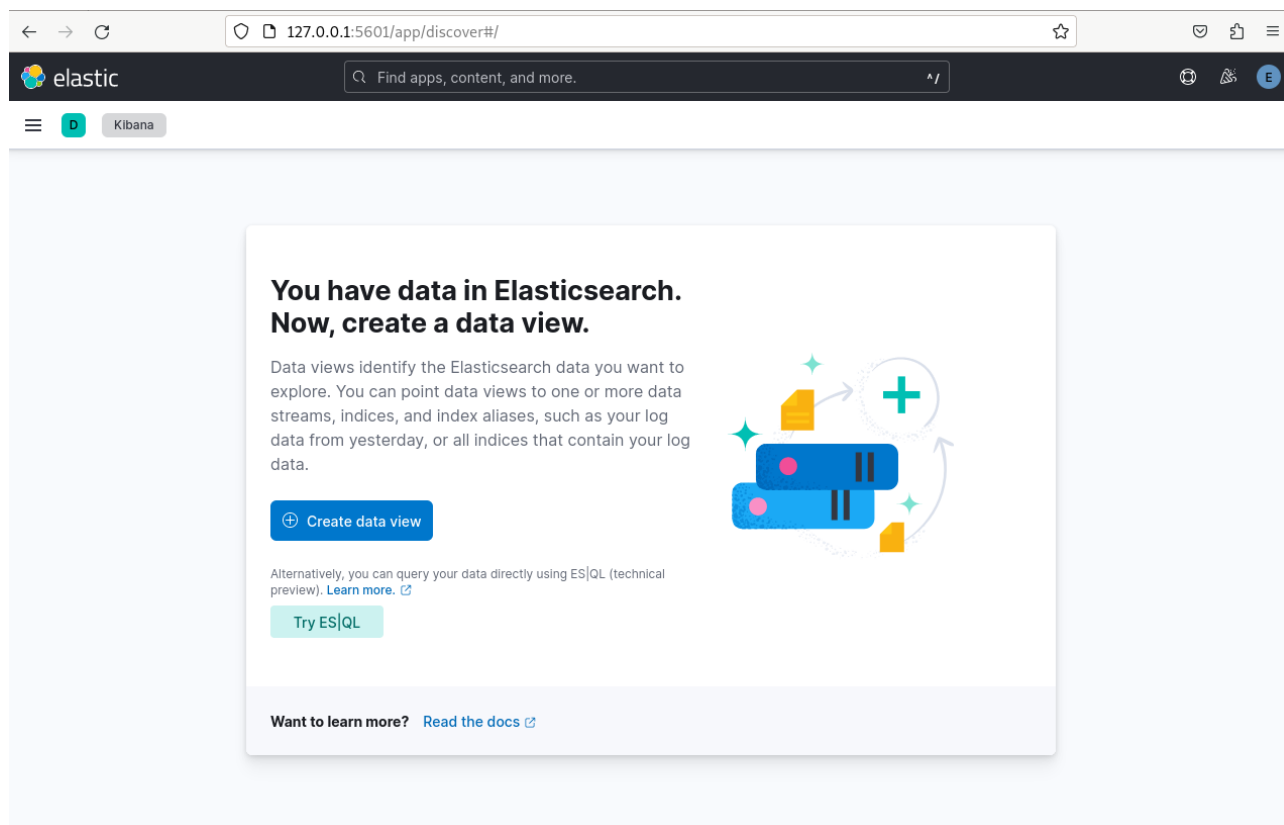 127.0.0.1:5601/app/discover#/
elastic
Find apps, content, and more.
^/
E
D
Kibana
You have data in Elasticsearch.
Now, create a data view.
Data views identify the Elasticsearch data you want to
explore. You can point data views to one or more data
streams, indices, and index aliases, such as your log
data from yesterday, or all indices that contain your log
data.
Create data view
Alternatively, you can query your data directly using ES|QL (technical
preview). Learn more.
Try ES|QL
Want to learn more? Read the docs